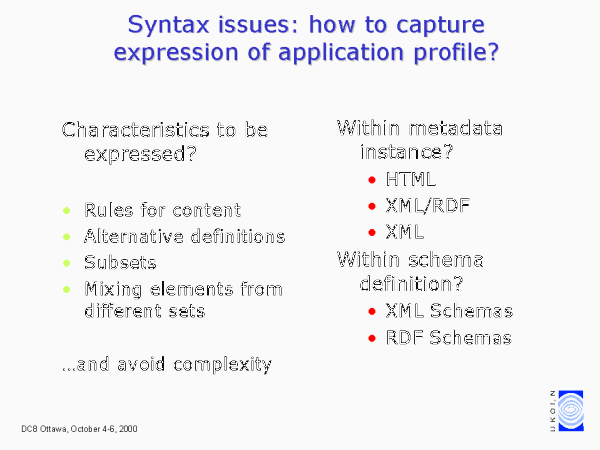 Syntax issues: how to capture
expression of application profile?
Characteristics to be
expressed?
Rules for content
Alternative definitions
Subsets
Mixing elements from
different sets
...and avoid complexity
Within metadata
instance?
HTML
XML/RDF
XML
Within schema
definition?
XML Schemas
RDF Schemas
UKOLN
DC8 Ottawa, October 4-6, 2000